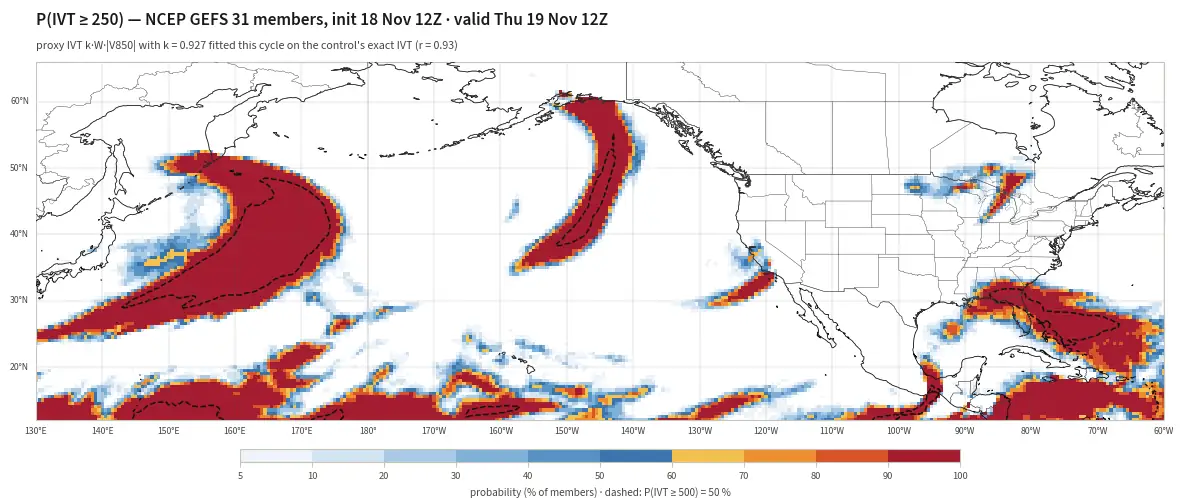 P(IVT ≥ 250) — NCEP GEFS 31 members, init 18 Nov 12Z · valid Thu 19 Nov 12Z
proxy IVT k·W·|V850| with k = 0.927 fitted this cycle on the control's exact IVT (r = 0.93)
60°N
50°N
40°N
30°N
20°N
130°E 140°E 150°E 160°E 170°E 180° 170°W 160°W 150°W 140°W 130°W 120°W 110°W 100°W 90°W 80°W 70°W 60°W
5 10 20 30 40 50 60 70 80 90 100
probability (% of members) · dashed: P(IVT ≥ 500) = 50 %